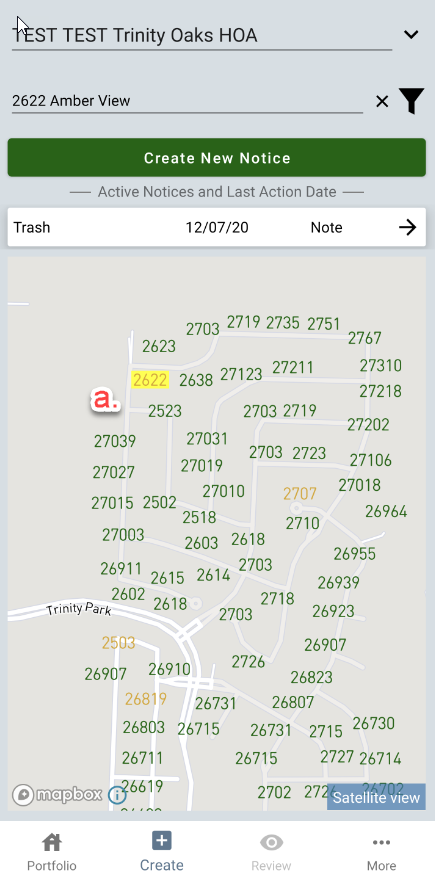 TEST TEST Trinity Oaks HOA
2622 Amber View
Create New Notice
Active Notices and Last Action Date
Trash 12/07/20 Note
2703 2719 2735 2751
2623 2767
2622 2638 27123 27211 27310
27218
a.
2523 2703 2719
27202
27039 27031
2703 2723
27027 27019 27106
27010 2707 27018
27015 2502
2518 2710 26964
27003 2603 2618
26955
26911 2615 2614 2703
26939
2602 2618 2718
Trinity Park 2703 26923
2503 26907
26907 26910 2726
26823
26819 26731 26807
26803 26715 26731 2715 26730
26711 26715 2727 26714
26619 2702
mapbox
Satellite view
Portfolio Create Review More